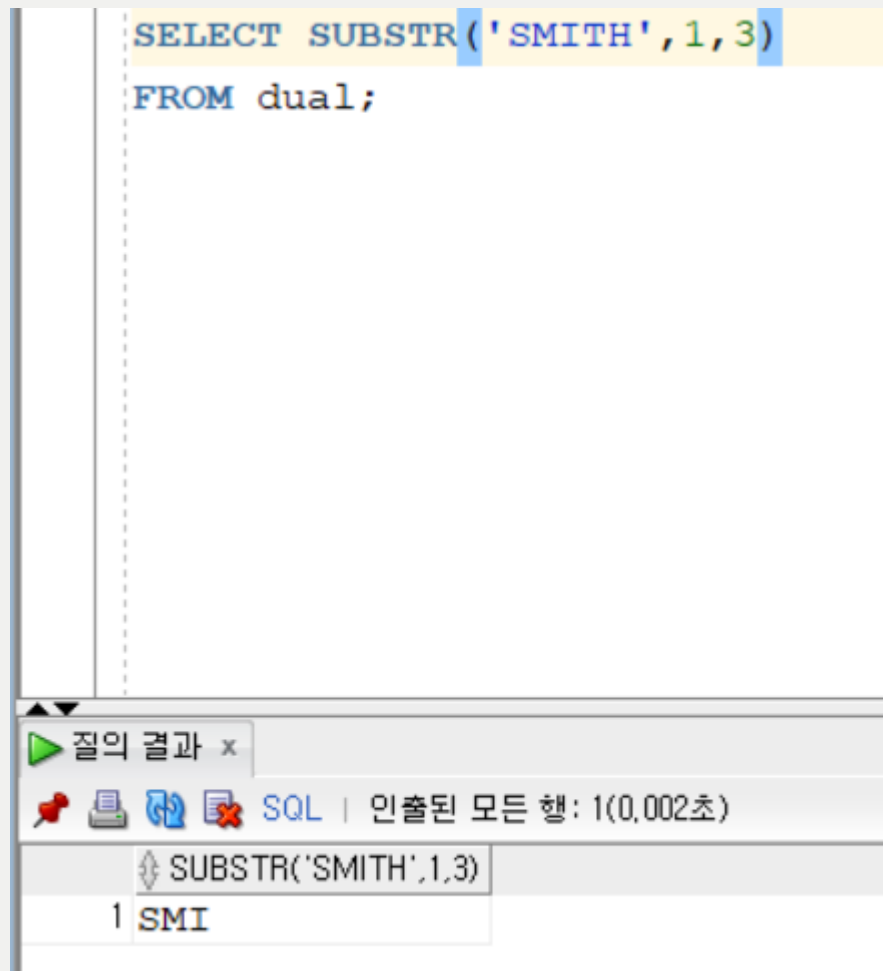 SELECT SUBSTR('SMITH',1,3)
FROM dual;
질의 결과 x
SQL | 인출된 모든 행: 1(0,002초)
SUBSTR('SMITH',1,3)
1 SMI